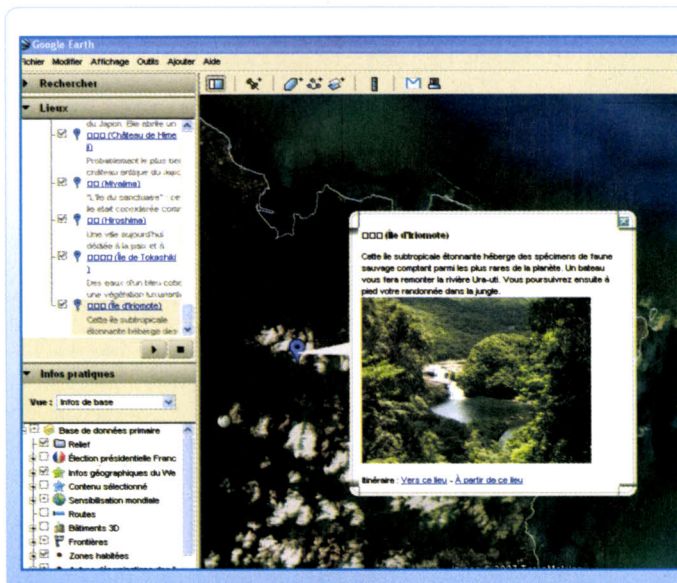 Google Earth
Fichier Modifier Affichage Outils Ajouter Aide
Rechercher
Lieux
du Japon. Elle abrite un
□□□ (Château de Hime
ji)
Probablement le plus bea
château antique du Japo
□□ (Miyajima)
"L'île du sanctuaire" : ce
île était considérée comr
□□ (Hiroshima)
Une ville aujourd'hui
dédiée à la paix et à
□□□□ (Île de Tokashiki
)
Des eaux d'un bleu coba
une végétation luxuriante
□□□ (Île d'Iriomote)
Cette île subtropicale
étonnante héberge des
Infos pratiques
Vue : Infos de base
Base de données primaire
Relief
Élection présidentielle Franc
Infos géographiques du We
Contenu sélectionné
Sensibilisation mondiale
Routes
Bâtiments 3D
Frontières
Zones habitées
□□□ (Île d'Iriomote)
Cette île subtropicale étonnante héberge des spécimens de faune
sauvage comptant parmi les plus rares de la planète. Un bateau
vous fera remonter la rivière Ura-uti. Vous poursuivrez ensuite à
pied votre randonnée dans la jungle.
Itinéraire : Vers ce lieu - À partir de ce lieu